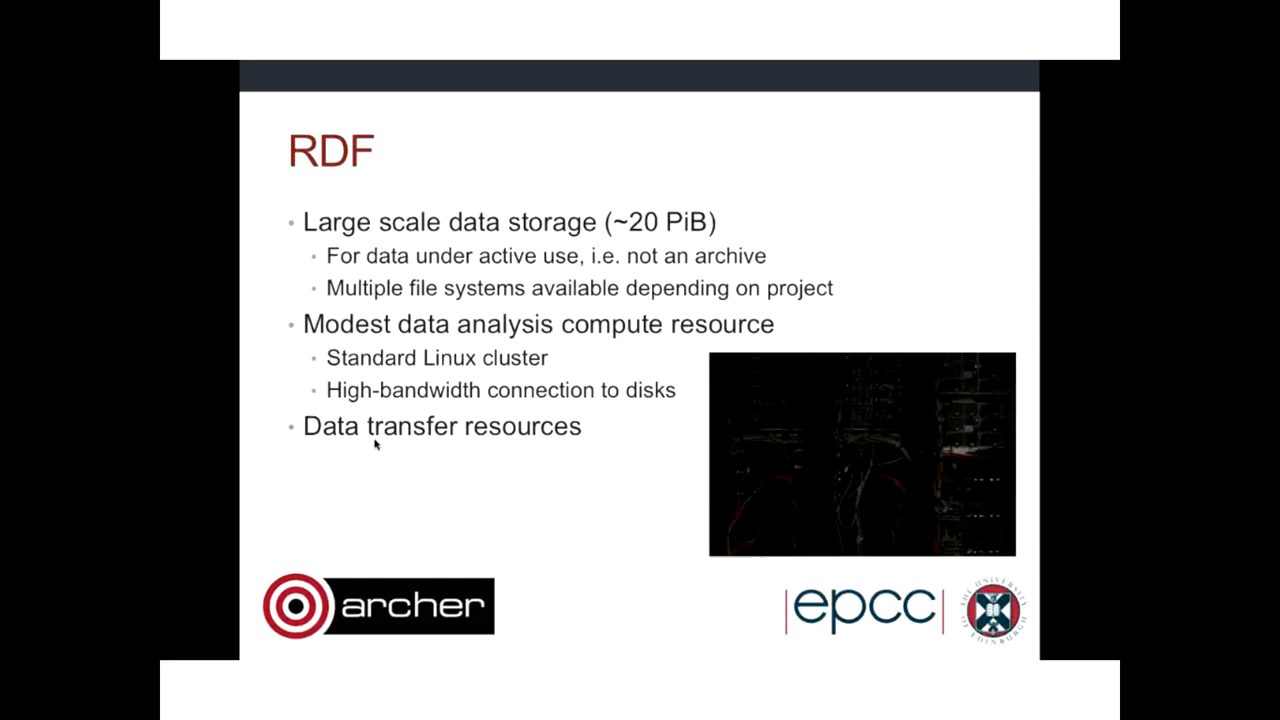 RDF
• Large scale data storage (~20 PiB)
• For data under active use, i.e. not an archive
• Multiple file systems available depending on project
• Modest data analysis compute resource
• Standard Linux cluster
• High-bandwidth connection to disks
• Data transfer resources
archer
epcc
THE UNIVERSITY
OF EDINBURGH